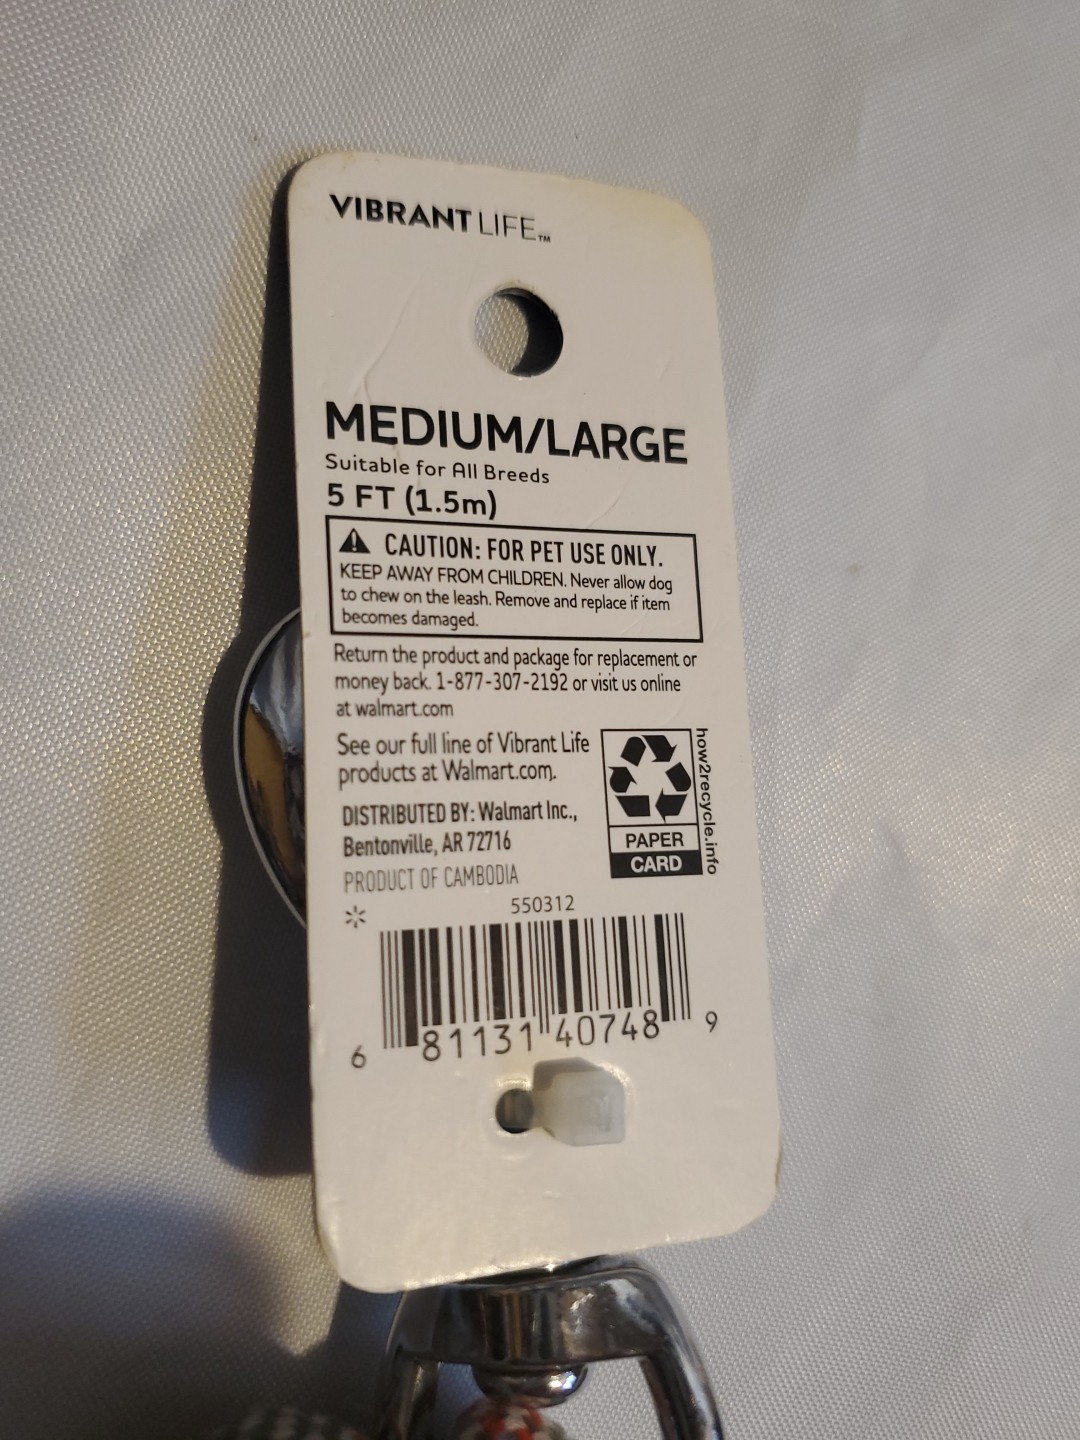 VIBRANT LIFE™
MEDIUM/LARGE
Suitable for All Breeds
5 FT (1.5m)
CAUTION: FOR PET USE ONLY.
KEEP AWAY FROM CHILDREN. Never allow dog
to chew on the leash. Remove and replace if item
becomes damaged.
Return the product and package for replacement or
money back. 1-877-307-2192 or visit us online
at walmart.com
See our full line of Vibrant Life
products at Walmart.com.
DISTRIBUTED BY: Walmart Inc.,
Bentonville, AR 72716
PRODUCT OF CAMBODIA
how2recycle.info
PAPER
CARD
550312
6 81131 40748 9